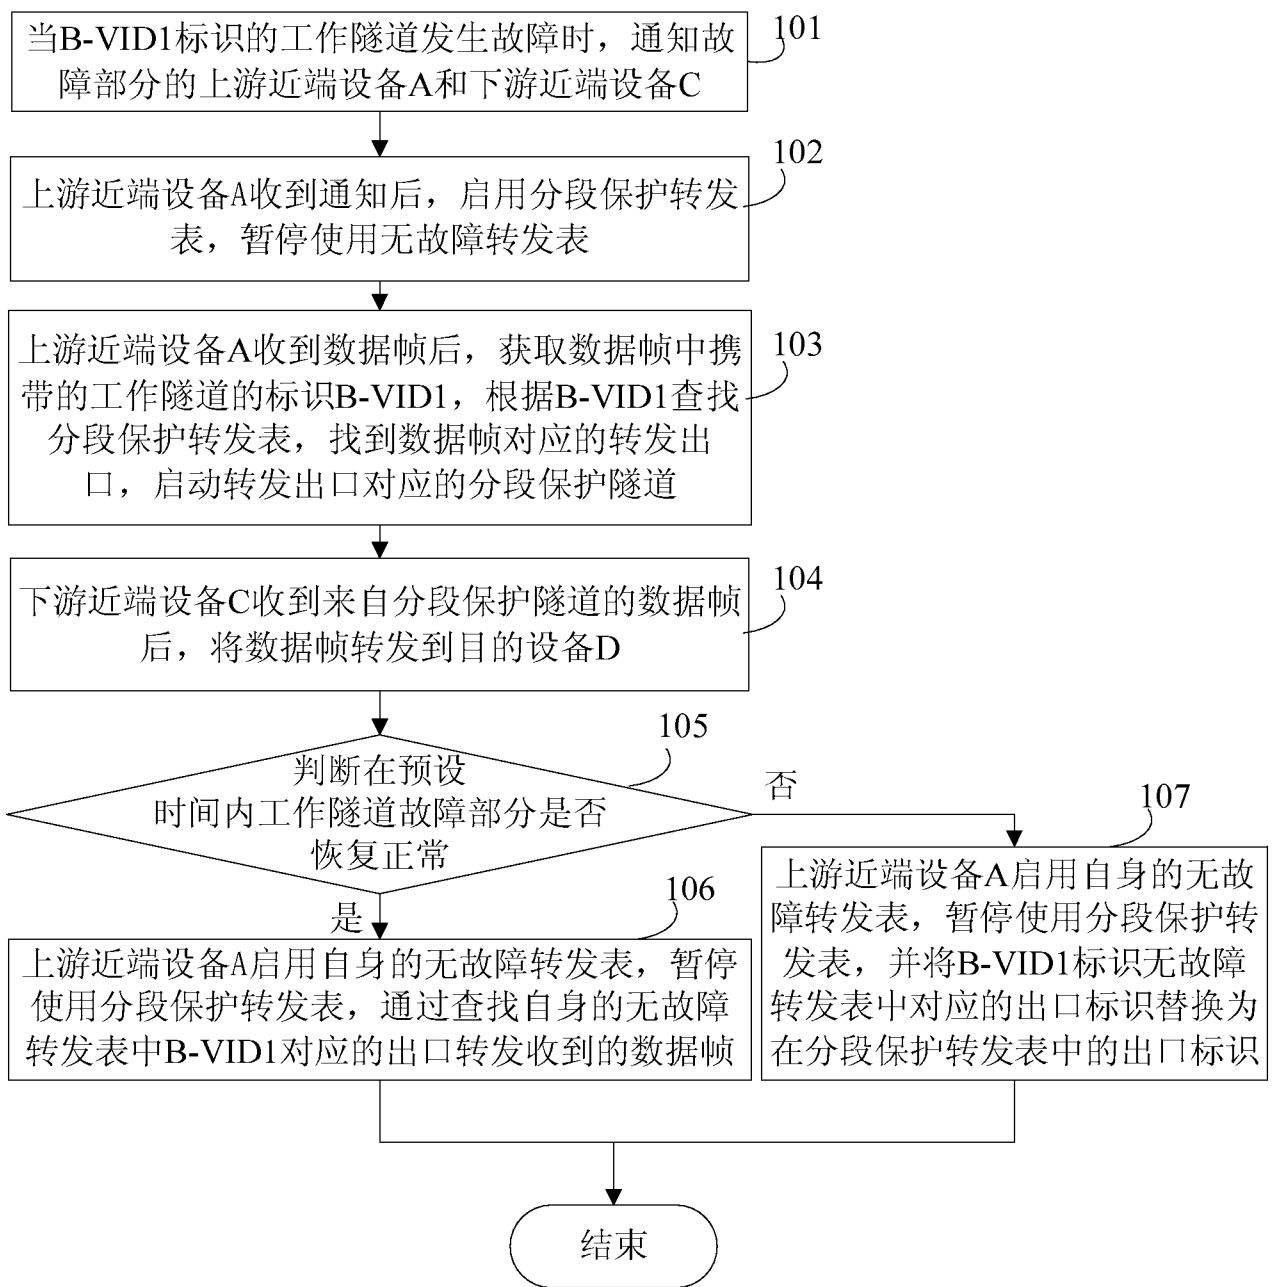 当B-VID1标识的工作隧道发生故障时，通知故
障部分的上游近端设备A和下游近端设备C
101
上游近端设备A收到通知后，启用分段保护转发
表，暂停使用无故障转发表
102
上游近端设备A收到数据帧后，获取数据帧中携
带的工作隧道的标识B-VID1，根据B-VID1查找
分段保护转发表，找到数据帧对应的转发出
口，启动转发出口对应的分段保护隧道
103
下游近端设备C收到来自分段保护隧道的数据帧
后，将数据帧转发到目的设备D
104
判断在预设
时间内工作隧道故障部分是否
恢复正常
105
否
是
上游近端设备A启用自身的无故障转发表，暂停
使用分段保护转发表，通过查找自身的无故障
转发表中B-VID1对应的出口转发收到的数据帧
106
上游近端设备A启用自身的无故
障转发表，暂停使用分段保护转
发表，并将B-VID1标识无故障
转发表中对应的出口标识替换为
在分段保护转发表中的出口标识
107
结束